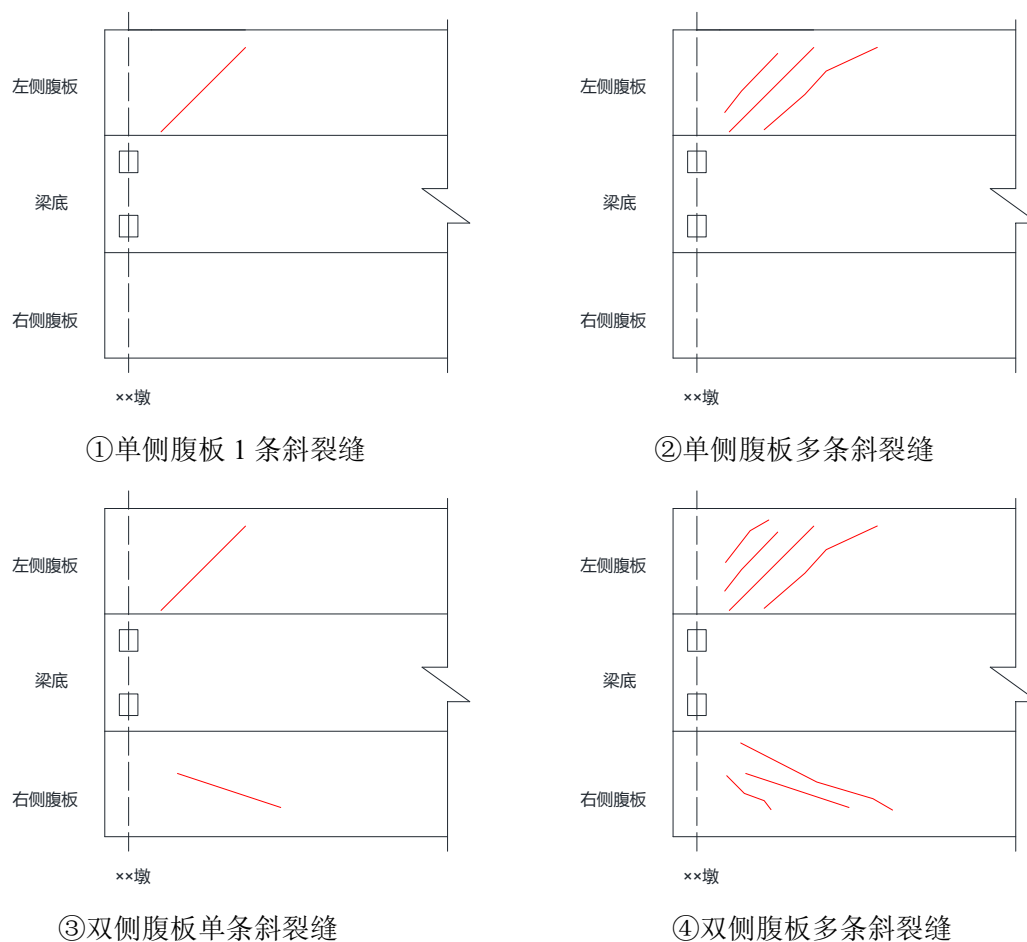 左侧腹板
左侧腹板
梁底
梁底
右侧腹板
右侧腹板
××墩
××墩
①单侧腹板 1 条斜裂缝
②单侧腹板多条斜裂缝
左侧腹板
左侧腹板
梁底
梁底
右侧腹板
右侧腹板
××墩
××墩
③双侧腹板单条斜裂缝
④双侧腹板多条斜裂缝